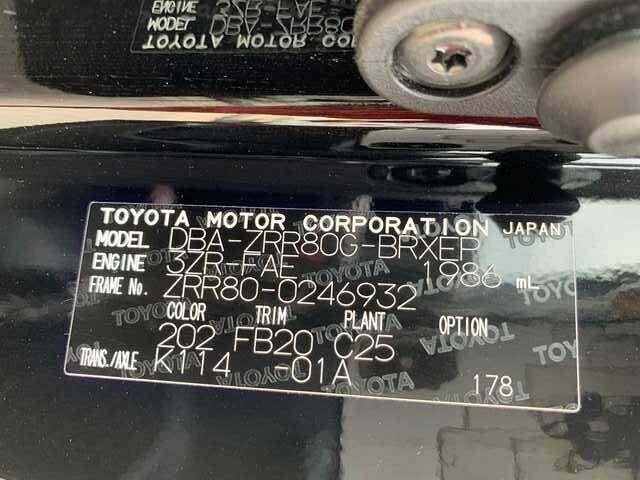 TOYOTA MOTOR CORPORATION JAPAN
MODEL DBA-ZRR80G-BRXEP
ENGINE 3ZR-FAE 1986 mL
FRAME No. ZRR80-0246932
COLOR TRIM PLANT OPTION
202 FB20 C25
TRANS./AXLE K114 -01A
178